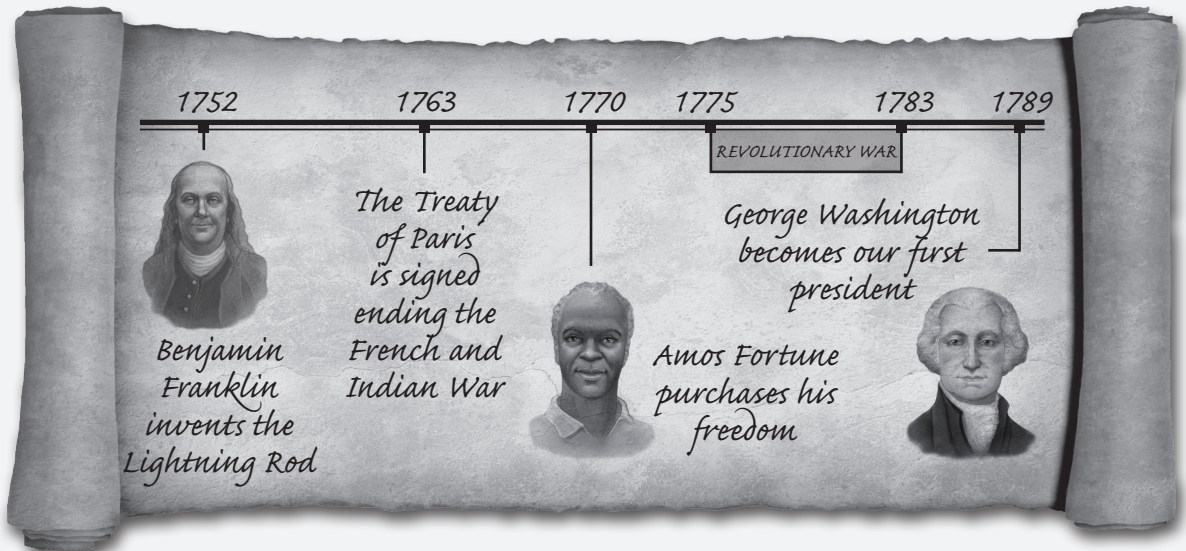 1752
1763
1770
1775
1783
1789
REVOLUTIONARY WAR
Benjamin
Franklin
invents the
Lightning Rod
The Treaty
of Paris
is signed
ending the
French and
Indian War
Amos Fortune
purchases his
freedom
George Washington
becomes our first
president